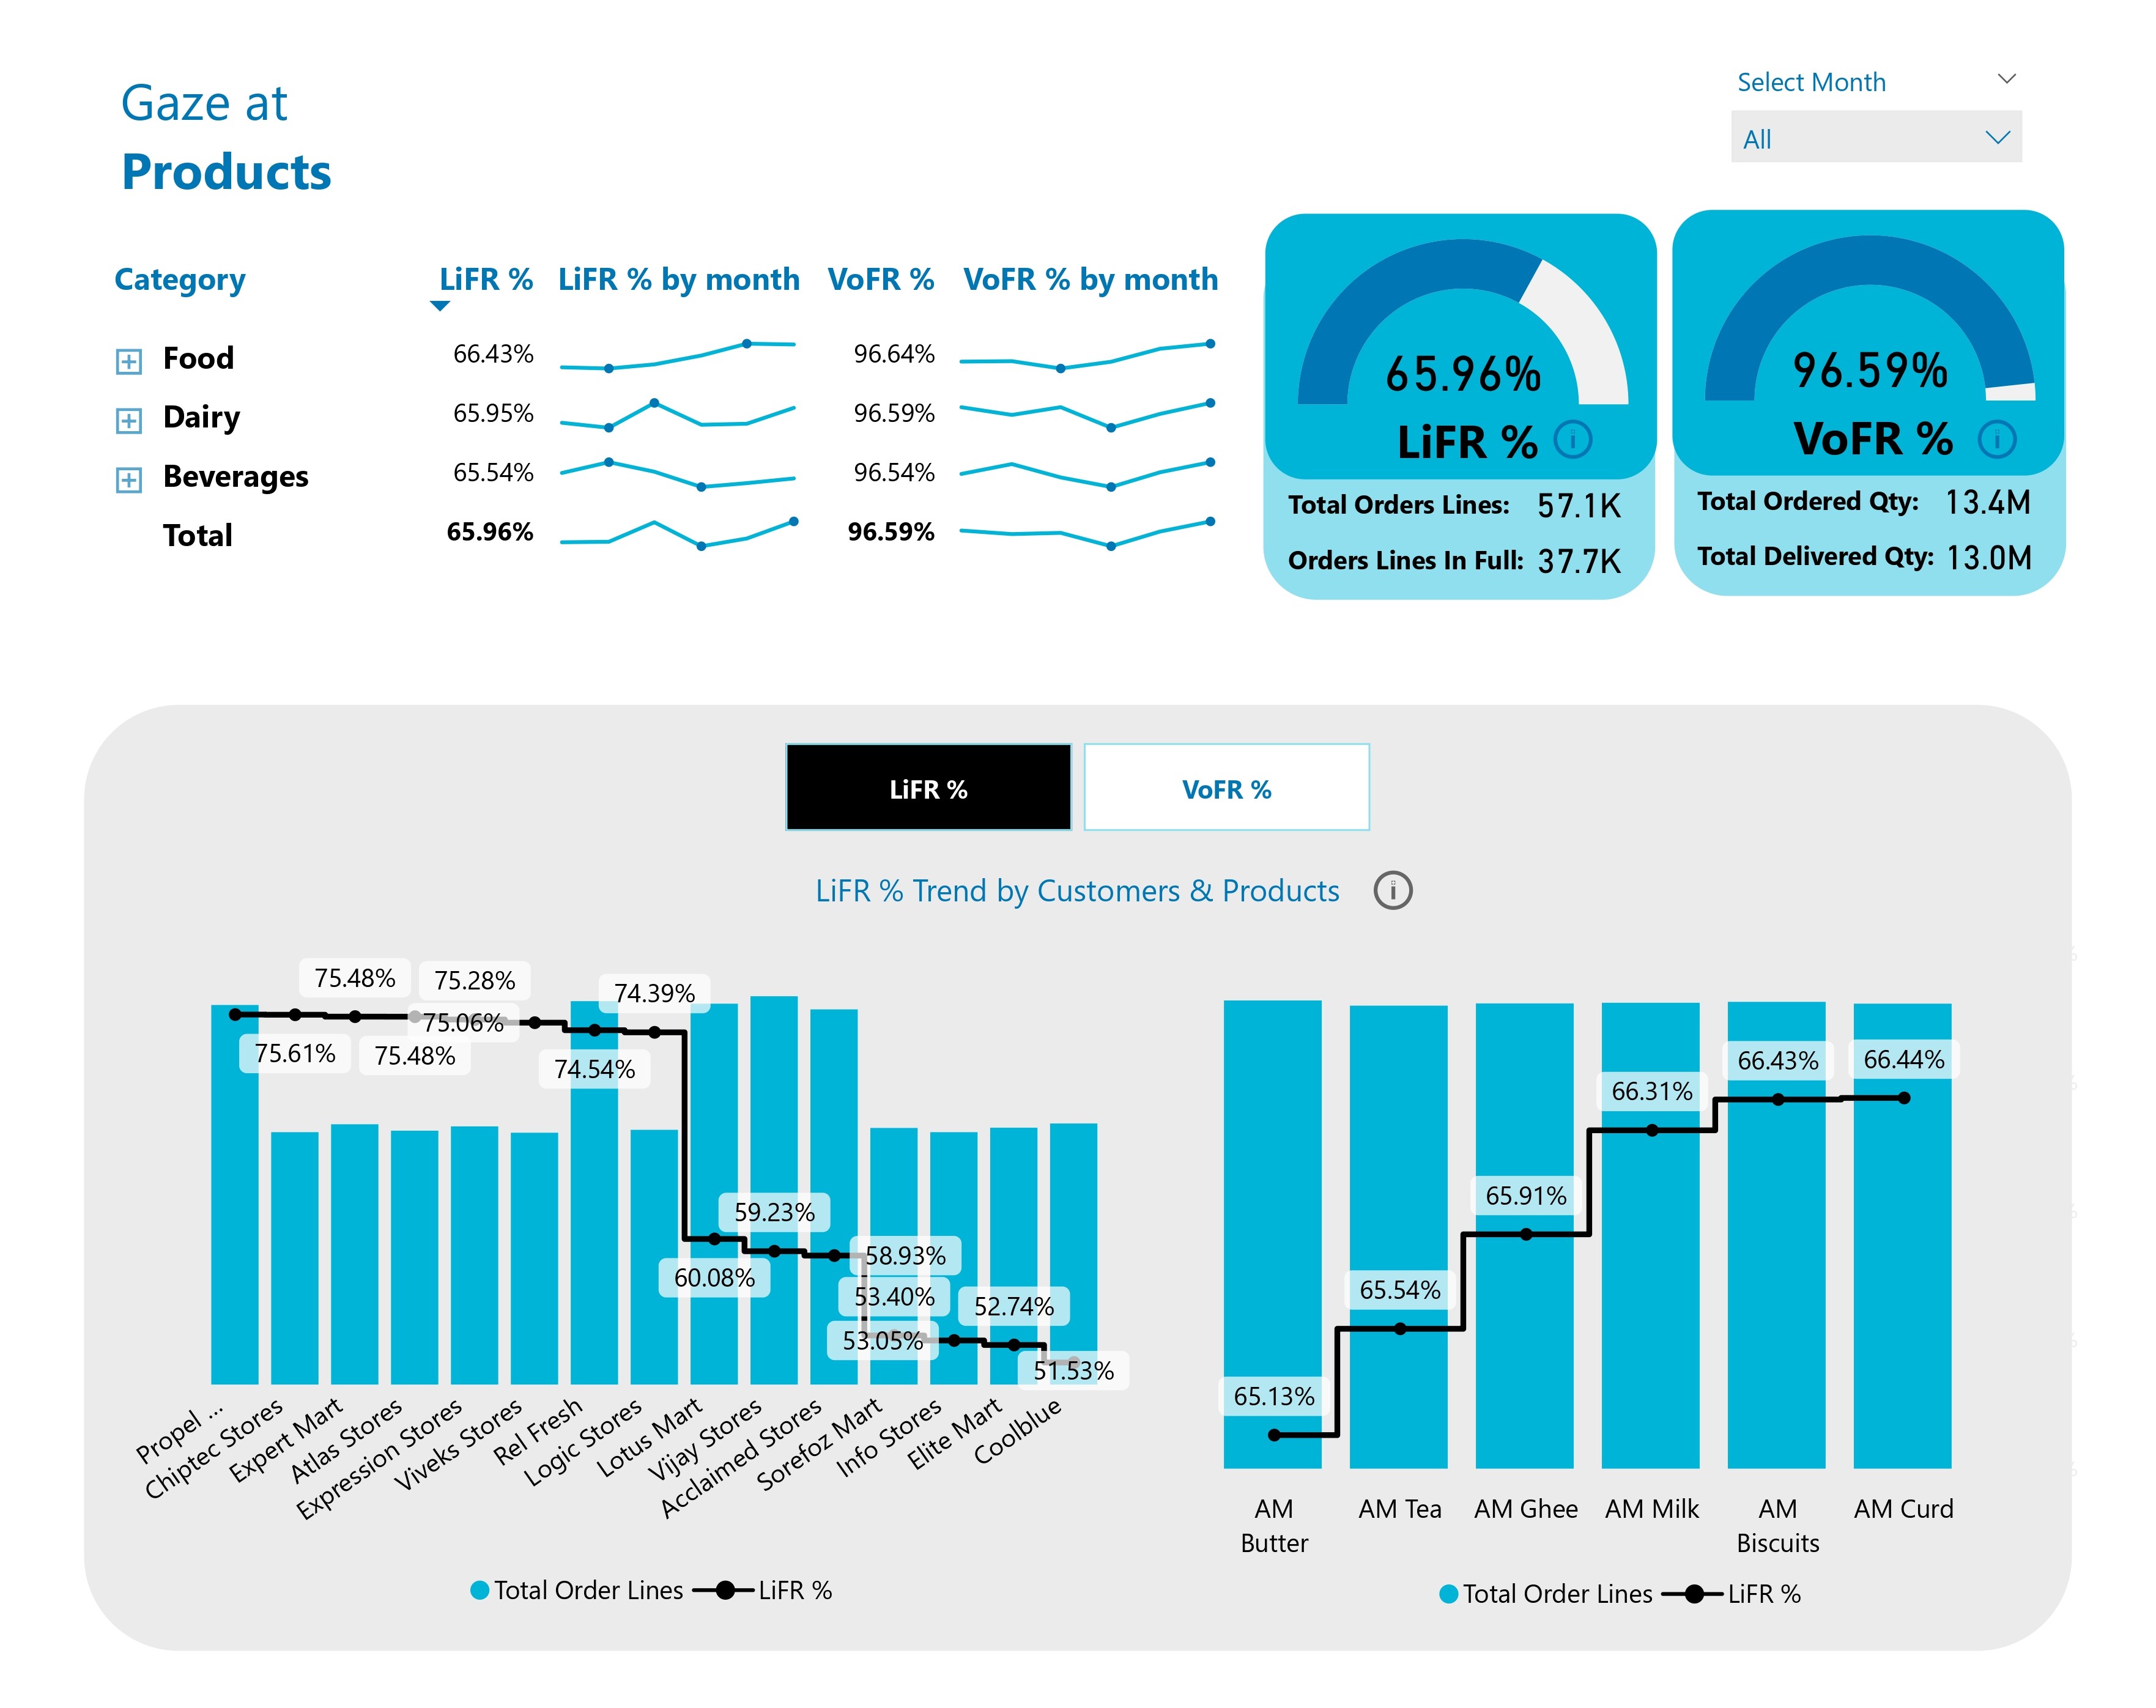 Gaze at
Products
Select Month
All
Category LiFR % LiFR % by month VoFR % VoFR % by month
Food 66.43% 96.64%
Dairy 65.95% 96.59%
Beverages 65.54% 96.54%
Total 65.96% 96.59%
65.96%
LiFR %
Total Orders Lines: 57.1K
Orders Lines In Full: 37.7K
96.59%
VoFR %
Total Ordered Qty: 13.4M
Total Delivered Qty: 13.0M
LiFR % VoFR %
LiFR % Trend by Customers & Products
75.48% 75.28%
74.39%
75.06%
75.61% 75.48%
74.54%
59.23%
58.93%
60.08%
53.40% 52.74%
53.05%
51.53%
Propel ...
Chiptec Stores
Expert Mart
Atlas Stores
Expression Stores
Viveks Stores
Rel Fresh
Logic Stores
Lotus Mart
Vijay Stores
Acclaimed Stores
Sorefoz Mart
Info Stores
Elite Mart
Coolblue
Total Order Lines LiFR %
65.13%
65.54%
65.91%
66.31%
66.43%
66.44%
AM Butter
AM Tea
AM Ghee
AM Milk
AM Biscuits
AM Curd
Total Order Lines LiFR %